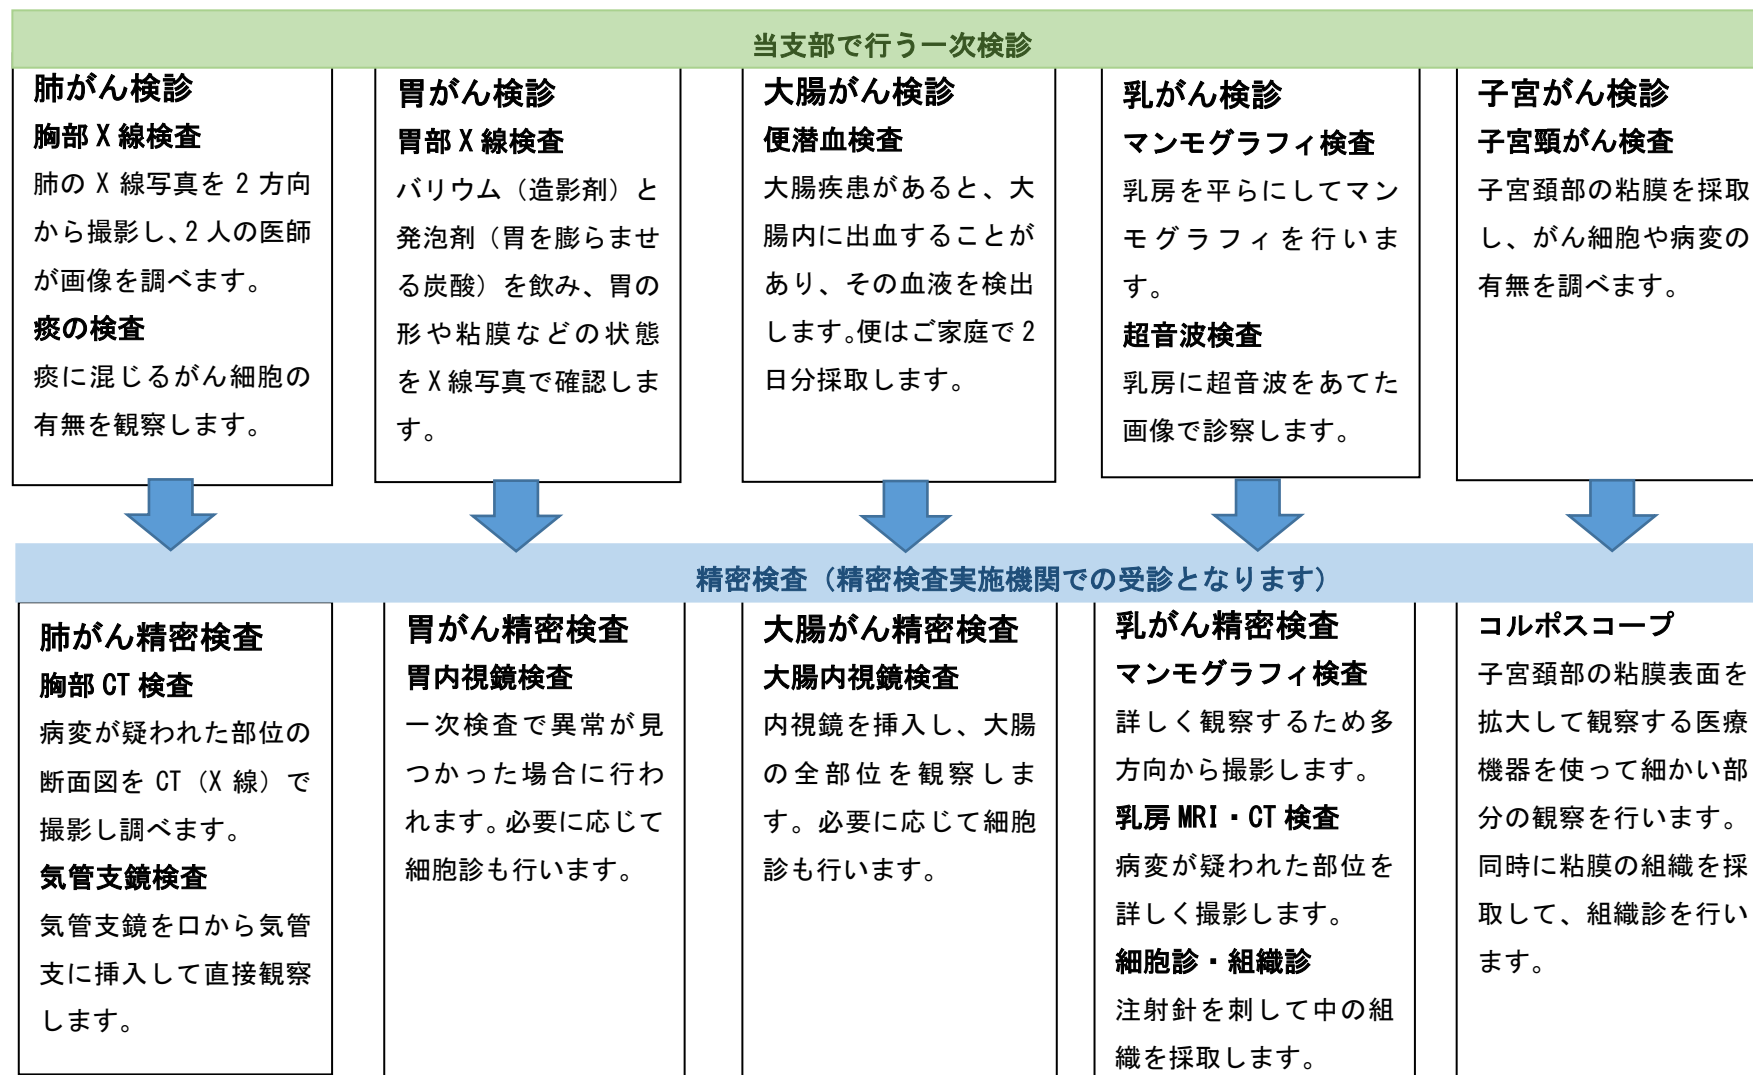 当支部で行う一次検診
肺がん検診
胸部X線検査
肺のX線写真を2方向
から撮影し、2人の医師
が画像を調べます。
痰の検査
痰に混じるがん細胞の
有無を観察します。
胃がん検診
胃部X線検査
バリウム（造影剤）と
発泡剤（胃を膨らませ
る炭酸）を飲み、胃の
形や粘膜などの状態
をX線写真で確認しま
す。
大腸がん検診
便潜血検査
大腸疾患があると、大
腸内に出血することが
あり、その血液を検出
します。便はご家庭で2
日分採取します。
乳がん検診
マンモグラフィ検査
乳房を平らにしてマン
モグラフィを行いま
す。
超音波検査
乳房に超音波をあてた
画像で診察します。
子宮がん検診
子宮頸がん検査
子宮頚部の粘膜を採取
し、がん細胞や病変の
有無を調べます。
精密検査（精密検査実施機関での受診となります）
肺がん精密検査
胸部CT検査
病変が疑われた部位の
断面図をCT（X線）で
撮影し調べます。
気管支鏡検査
気管支鏡を口から気管
支に挿入して直接観察
します。
胃がん精密検査
胃内視鏡検査
一次検査で異常が見
つかった場合に行わ
れます。必要に応じて
細胞診も行います。
大腸がん精密検査
大腸内視鏡検査
内視鏡を挿入し、大腸
の全部位を観察しま
す。必要に応じて細胞
診も行います。
乳がん精密検査
マンモグラフィ検査
詳しく観察するため多
方向から撮影します。
乳房MRI・CT検査
病変が疑われた部位を
詳しく撮影します。
細胞診・組織診
注射針を刺して中の組
織を採取します。
コルポスコープ
子宮頚部の粘膜表面を
拡大して観察する医療
機器を使って細かい部
分の観察を行います。
同時に粘膜の組織を採
取して、組織診を行い
ます。